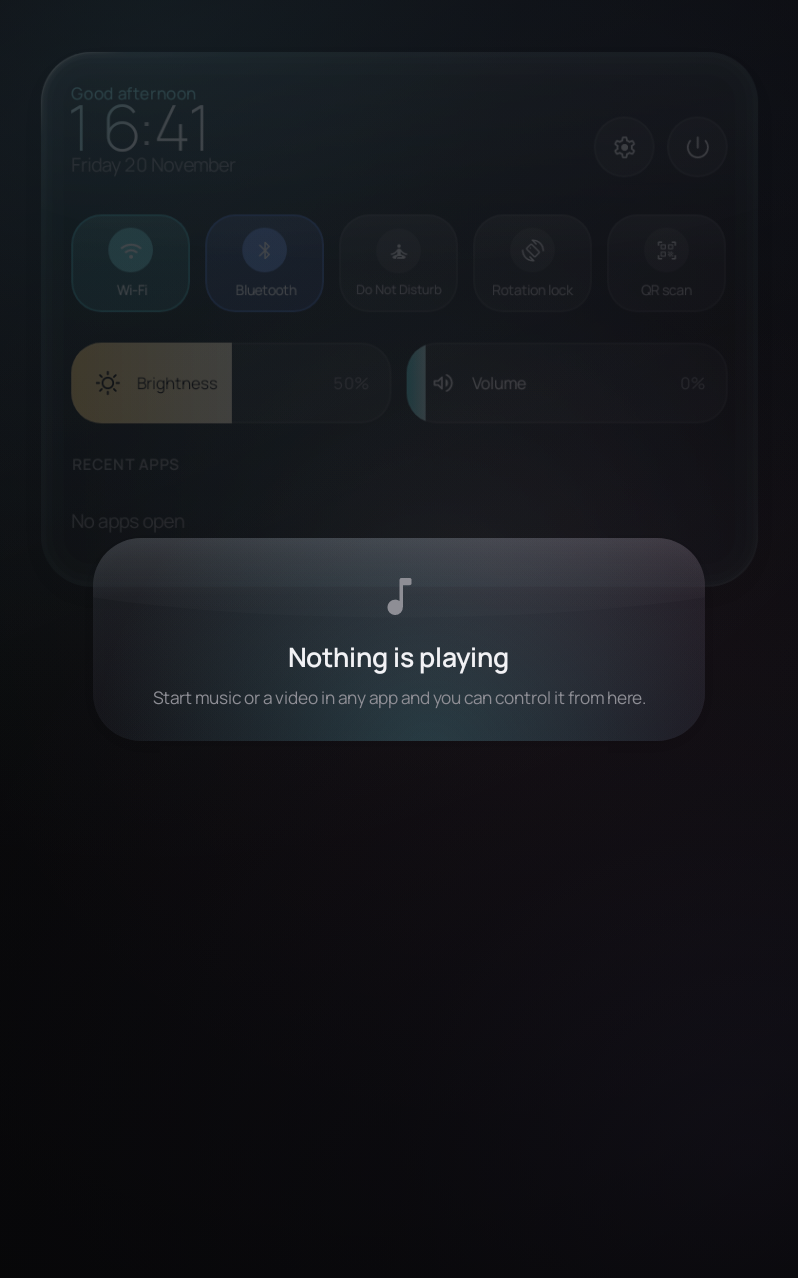 Good afternoon
16:41
Friday 20 November
Wi-Fi
Bluetooth
Do Not Disturb
Rotation lock
QR scan
Brightness
50%
Volume
0%
RECENT APPS
No apps open
Nothing is playing
Start music or a video in any app and you can control it from here.